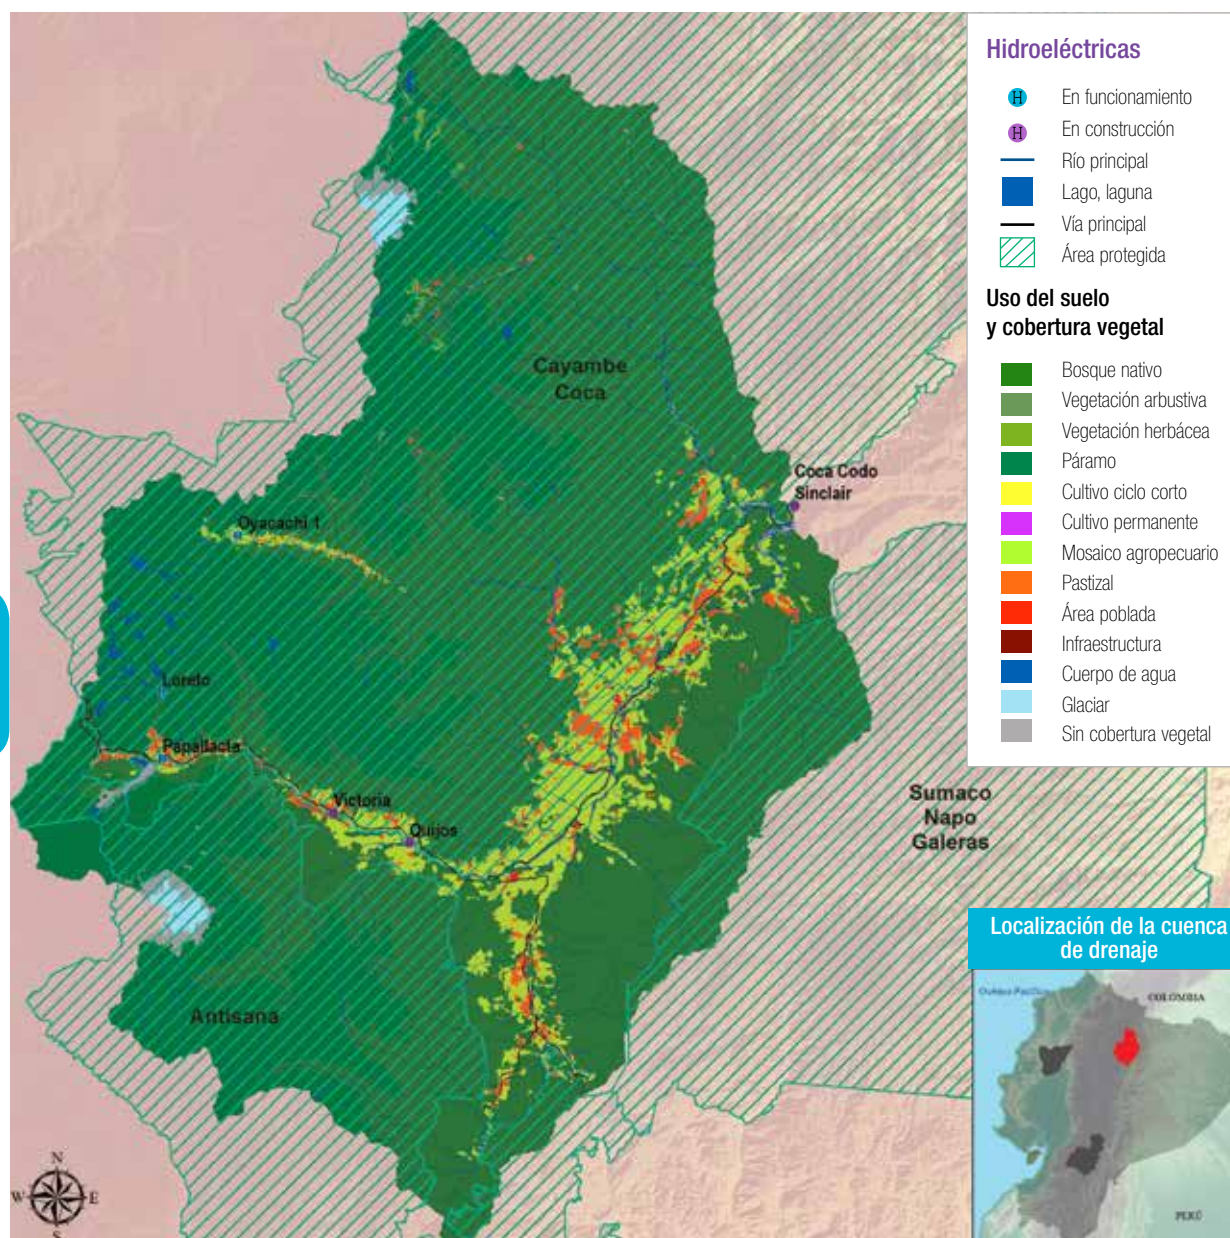 Hidroeléctricas
H
En funcionamiento
H
En construcción
Río principal
Lago, laguna
Vía principal
Área protegida
Uso del suelo
y cobertura vegetal
Bosque nativo
Vegetación arbustiva
Vegetación herbácea
Páramo
Cultivo ciclo corto
Cultivo permanente
Mosaico agropecuario
Pastizal
Área poblada
Infraestructura
Cuerpo de agua
Glaciar
Sin cobertura vegetal
Cayambe
Coca
Coca Codo
Sinclair
Oyacachi 1
Loreto
Papallacta
Victoria
Quijos
Sumaco
Napo
Galeras
Antisana
N
W
E
S
Localización de la cuenca
de drenaje
Océano Pacífico
COLOMBIA
PERÚ